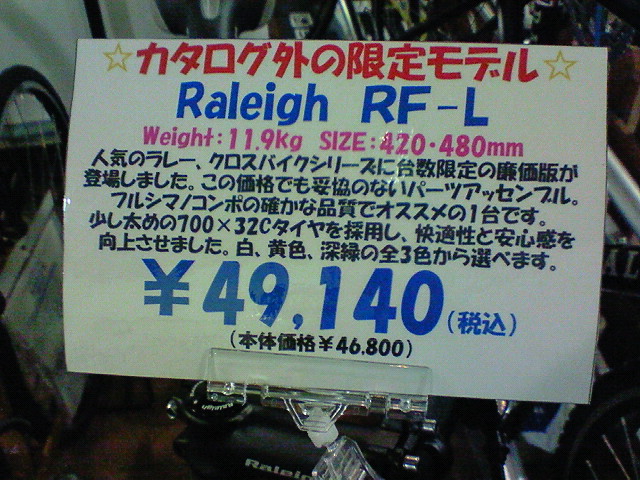 ☆カタログ外の限定モデル☆
Raleigh RF-L
Weight:11.9kg SIZE:420・480mm
人気のラレー、クロスバイクシリーズに台数限定の廉価版が
登場しました。この価格でも妥協のないパーツアッセンブル。
フルシマノコンポの確かな品質でオススメの1台です。
少し太めの700×32Cタイヤを採用し、快適性と安心感を
向上させました。白、黄色、深緑の全3色から選べます。
￥49,140(税込)
(本体価格￥46,800)
Raleigh